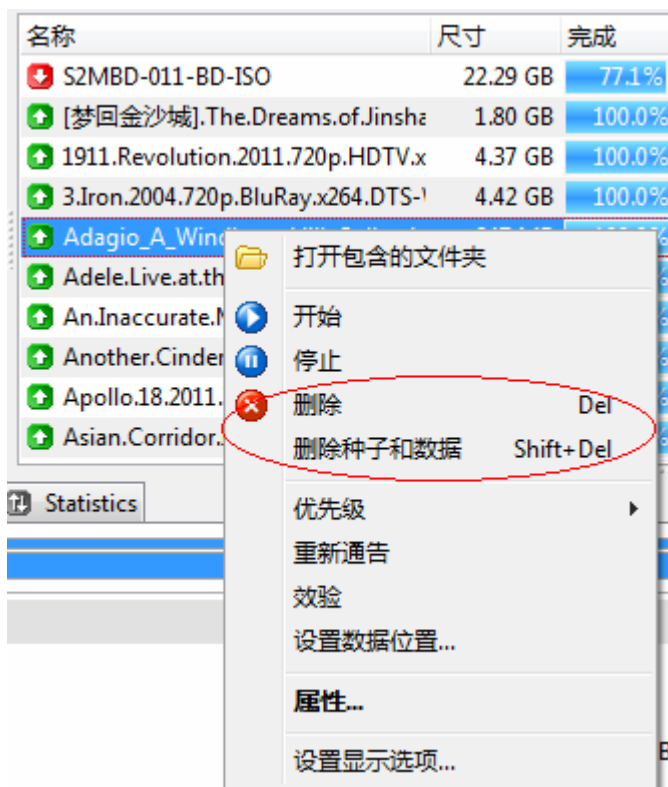 名称 尺寸 完成
S2MBD-011-BD-ISO 22.29 GB 77.1%
[梦回金沙城].The.Dreams.of.Jinsha 1.80 GB 100.0%
1911.Revolution.2011.720p.HDTV.x 4.37 GB 100.0%
3.Iron.2004.720p.BluRay.x264.DTS- 4.42 GB 100.0%
Adagio_A_Wind
Adele.Live.at.th
An.Inaccurate.
Another.Cinder
Apollo.18.2011.
Asian.Corridor.
Statistics
打开包含的文件夹
开始
停止
删除 Del
删除种子和数据 Shift+Del
优先级
重新通告
效验
设置数据位置...
属性...
设置显示选项...